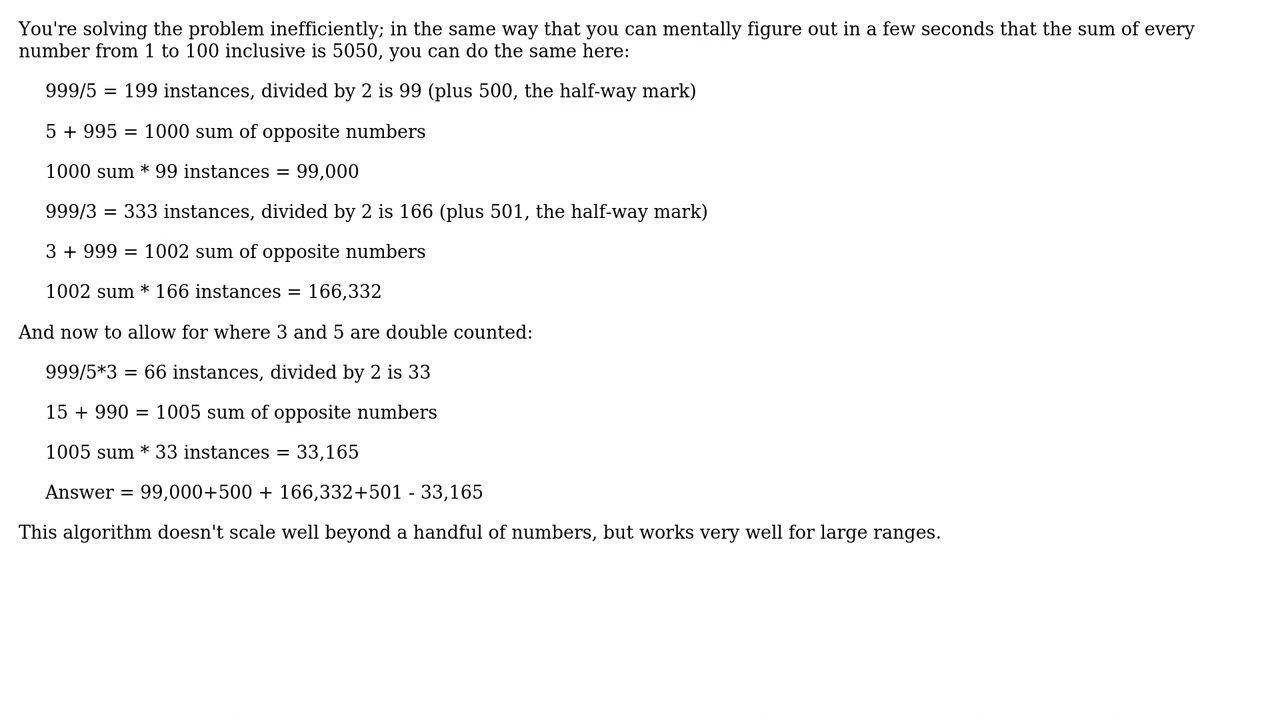 You're solving the problem inefficiently; in the same way that you can mentally figure out in a few seconds that the sum of every
number from 1 to 100 inclusive is 5050, you can do the same here:
999/5 = 199 instances, divided by 2 is 99 (plus 500, the half-way mark)
5 + 995 = 1000 sum of opposite numbers
1000 sum * 99 instances = 99,000
999/3 = 333 instances, divided by 2 is 166 (plus 501, the half-way mark)
3 + 999 = 1002 sum of opposite numbers
1002 sum * 166 instances = 166,332
And now to allow for where 3 and 5 are double counted:
999/5*3 = 66 instances, divided by 2 is 33
15 + 990 = 1005 sum of opposite numbers
1005 sum * 33 instances = 33,165
Answer = 99,000+500 + 166,332+501 - 33,165
This algorithm doesn't scale well beyond a handful of numbers, but works very well for large ranges.